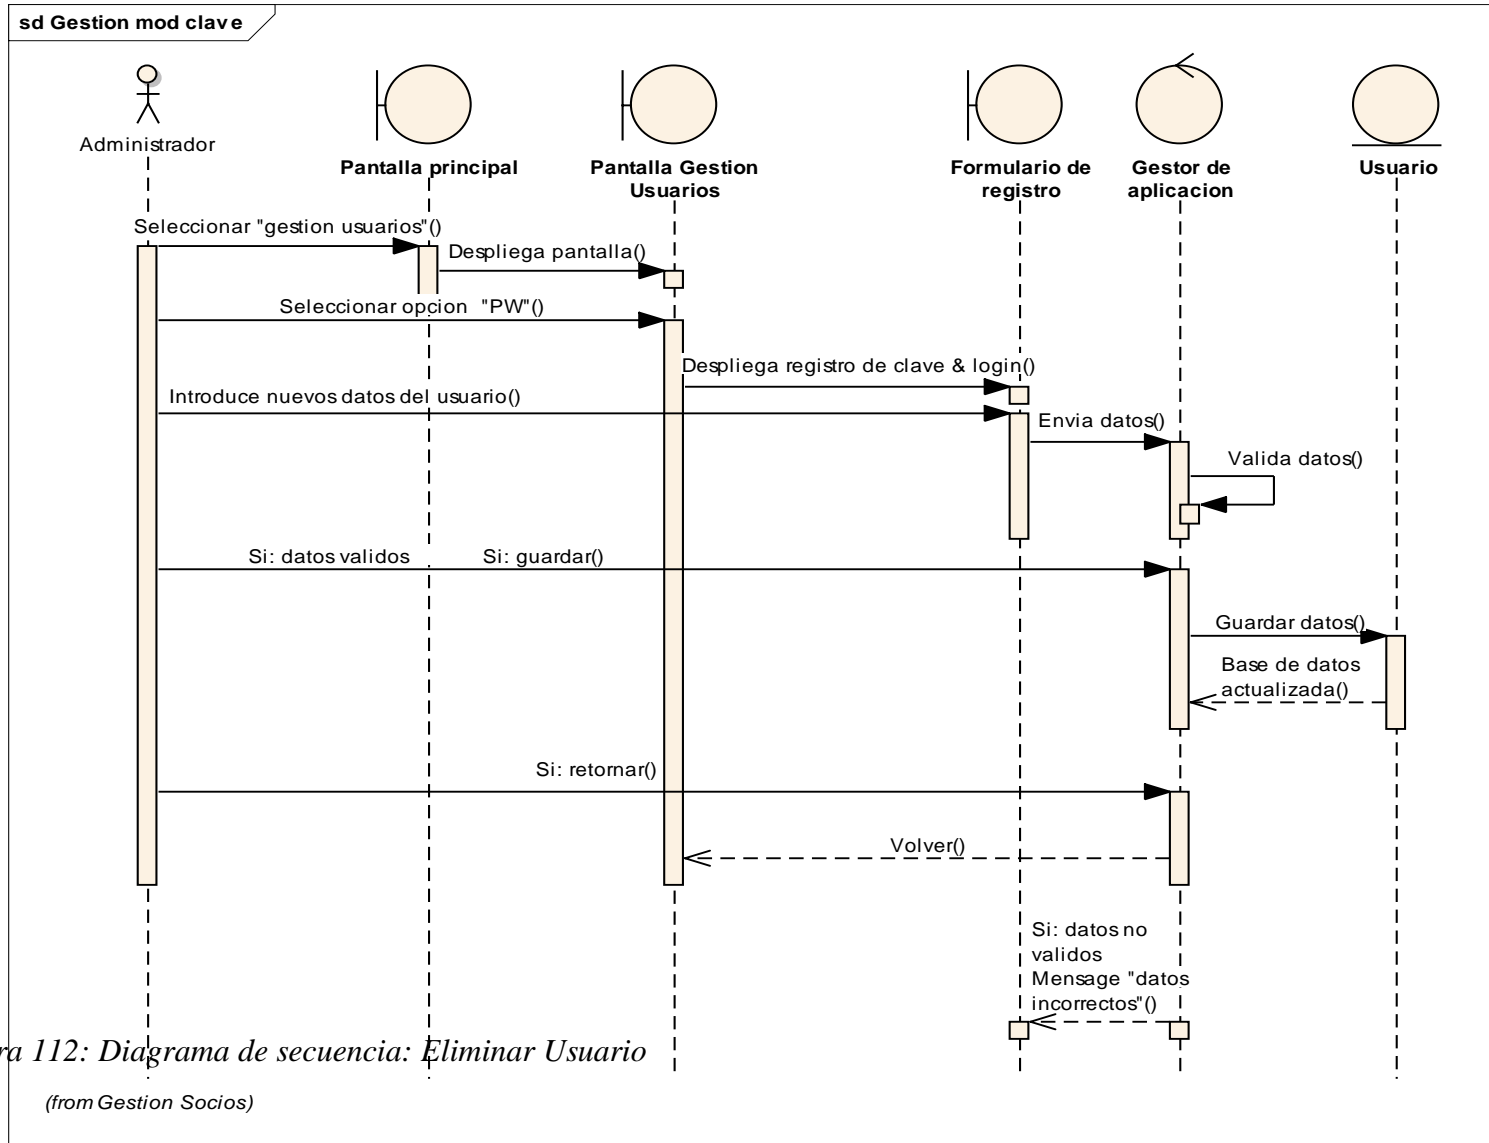 sd Gestion mod clave
Administrador
Pantalla principal
Pantalla Gestion
Usuarios
Formulario de
registro
Gestor de
aplicacion
Usuario
Seleccionar "gestion usuarios"()
Despliega pantalla()
Seleccionar opcion "PW"()
Despliega registro de clave & login()
Introduce nuevos datos del usuario()
Envia datos()
Valida datos()
Si: datos validos
Si: guardar()
Guardar datos()
Base de datos
actualizada()
Si: retornar()
Volver()
Si: datos no
validos
Mensage "datos
incorrectos"()
ra 112: Diagrama de secuencia: Eliminar Usuario
(from Gestion Socios)